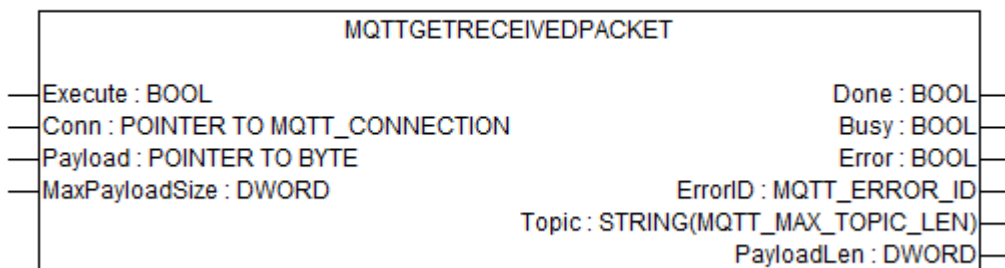 MQTTGETRECEIVEDPACKET
Execute : BOOL Done : BOOL
Conn : POINTER TO MQTT_CONNECTION Busy : BOOL
Payload : POINTER TO BYTE Error : BOOL
MaxPayloadSize : DWORD ErrorID : MQTT_ERROR_ID
Topic : STRING(MQTT_MAX_TOPIC_LEN)
PayloadLen : DWORD